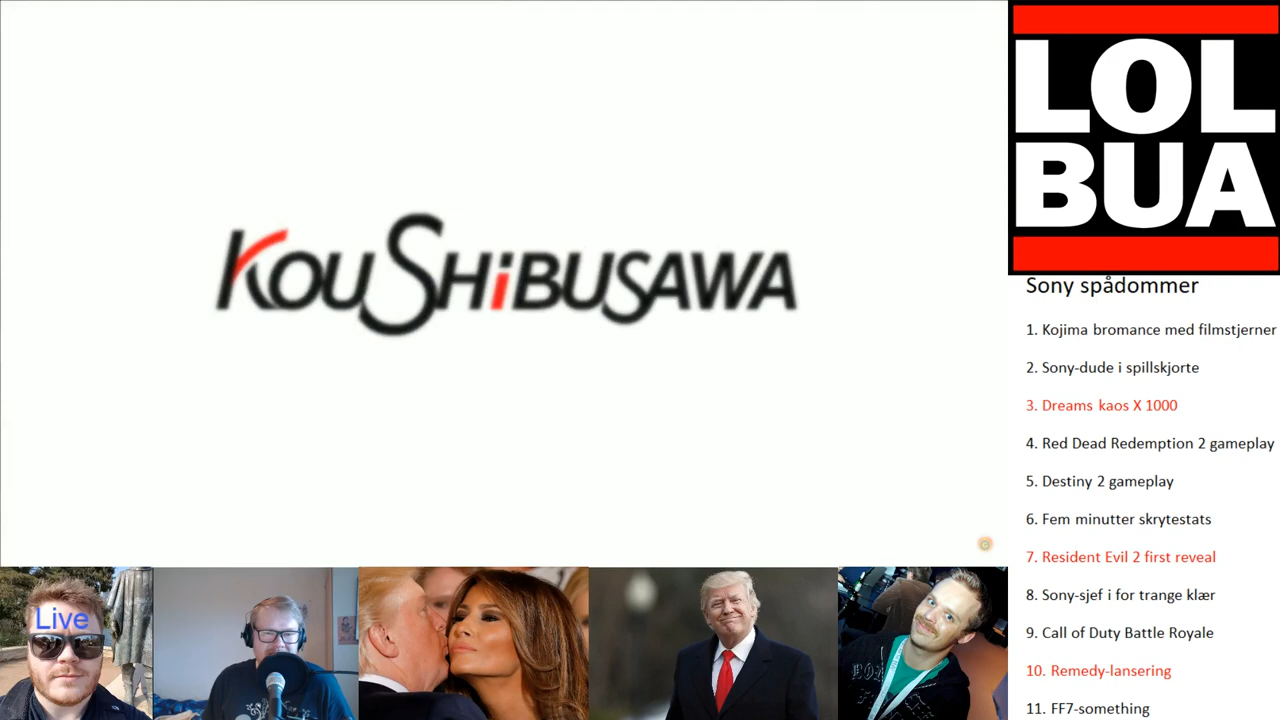 KOUSHiBUSAWA
LOL
BUA
Sony spådommer
1. Kojima bromance med filmstjerner
2. Sony-dude i spillskjorte
3. Dreams kaos X 1000
4. Red Dead Redemption 2 gameplay
5. Destiny 2 gameplay
6. Fem minutter skrytestats
7. Resident Evil 2 first reveal
8. Sony-sjef i for trange klær
9. Call of Duty Battle Royale
10. Remedy-lansering
11. FF7-something
Live